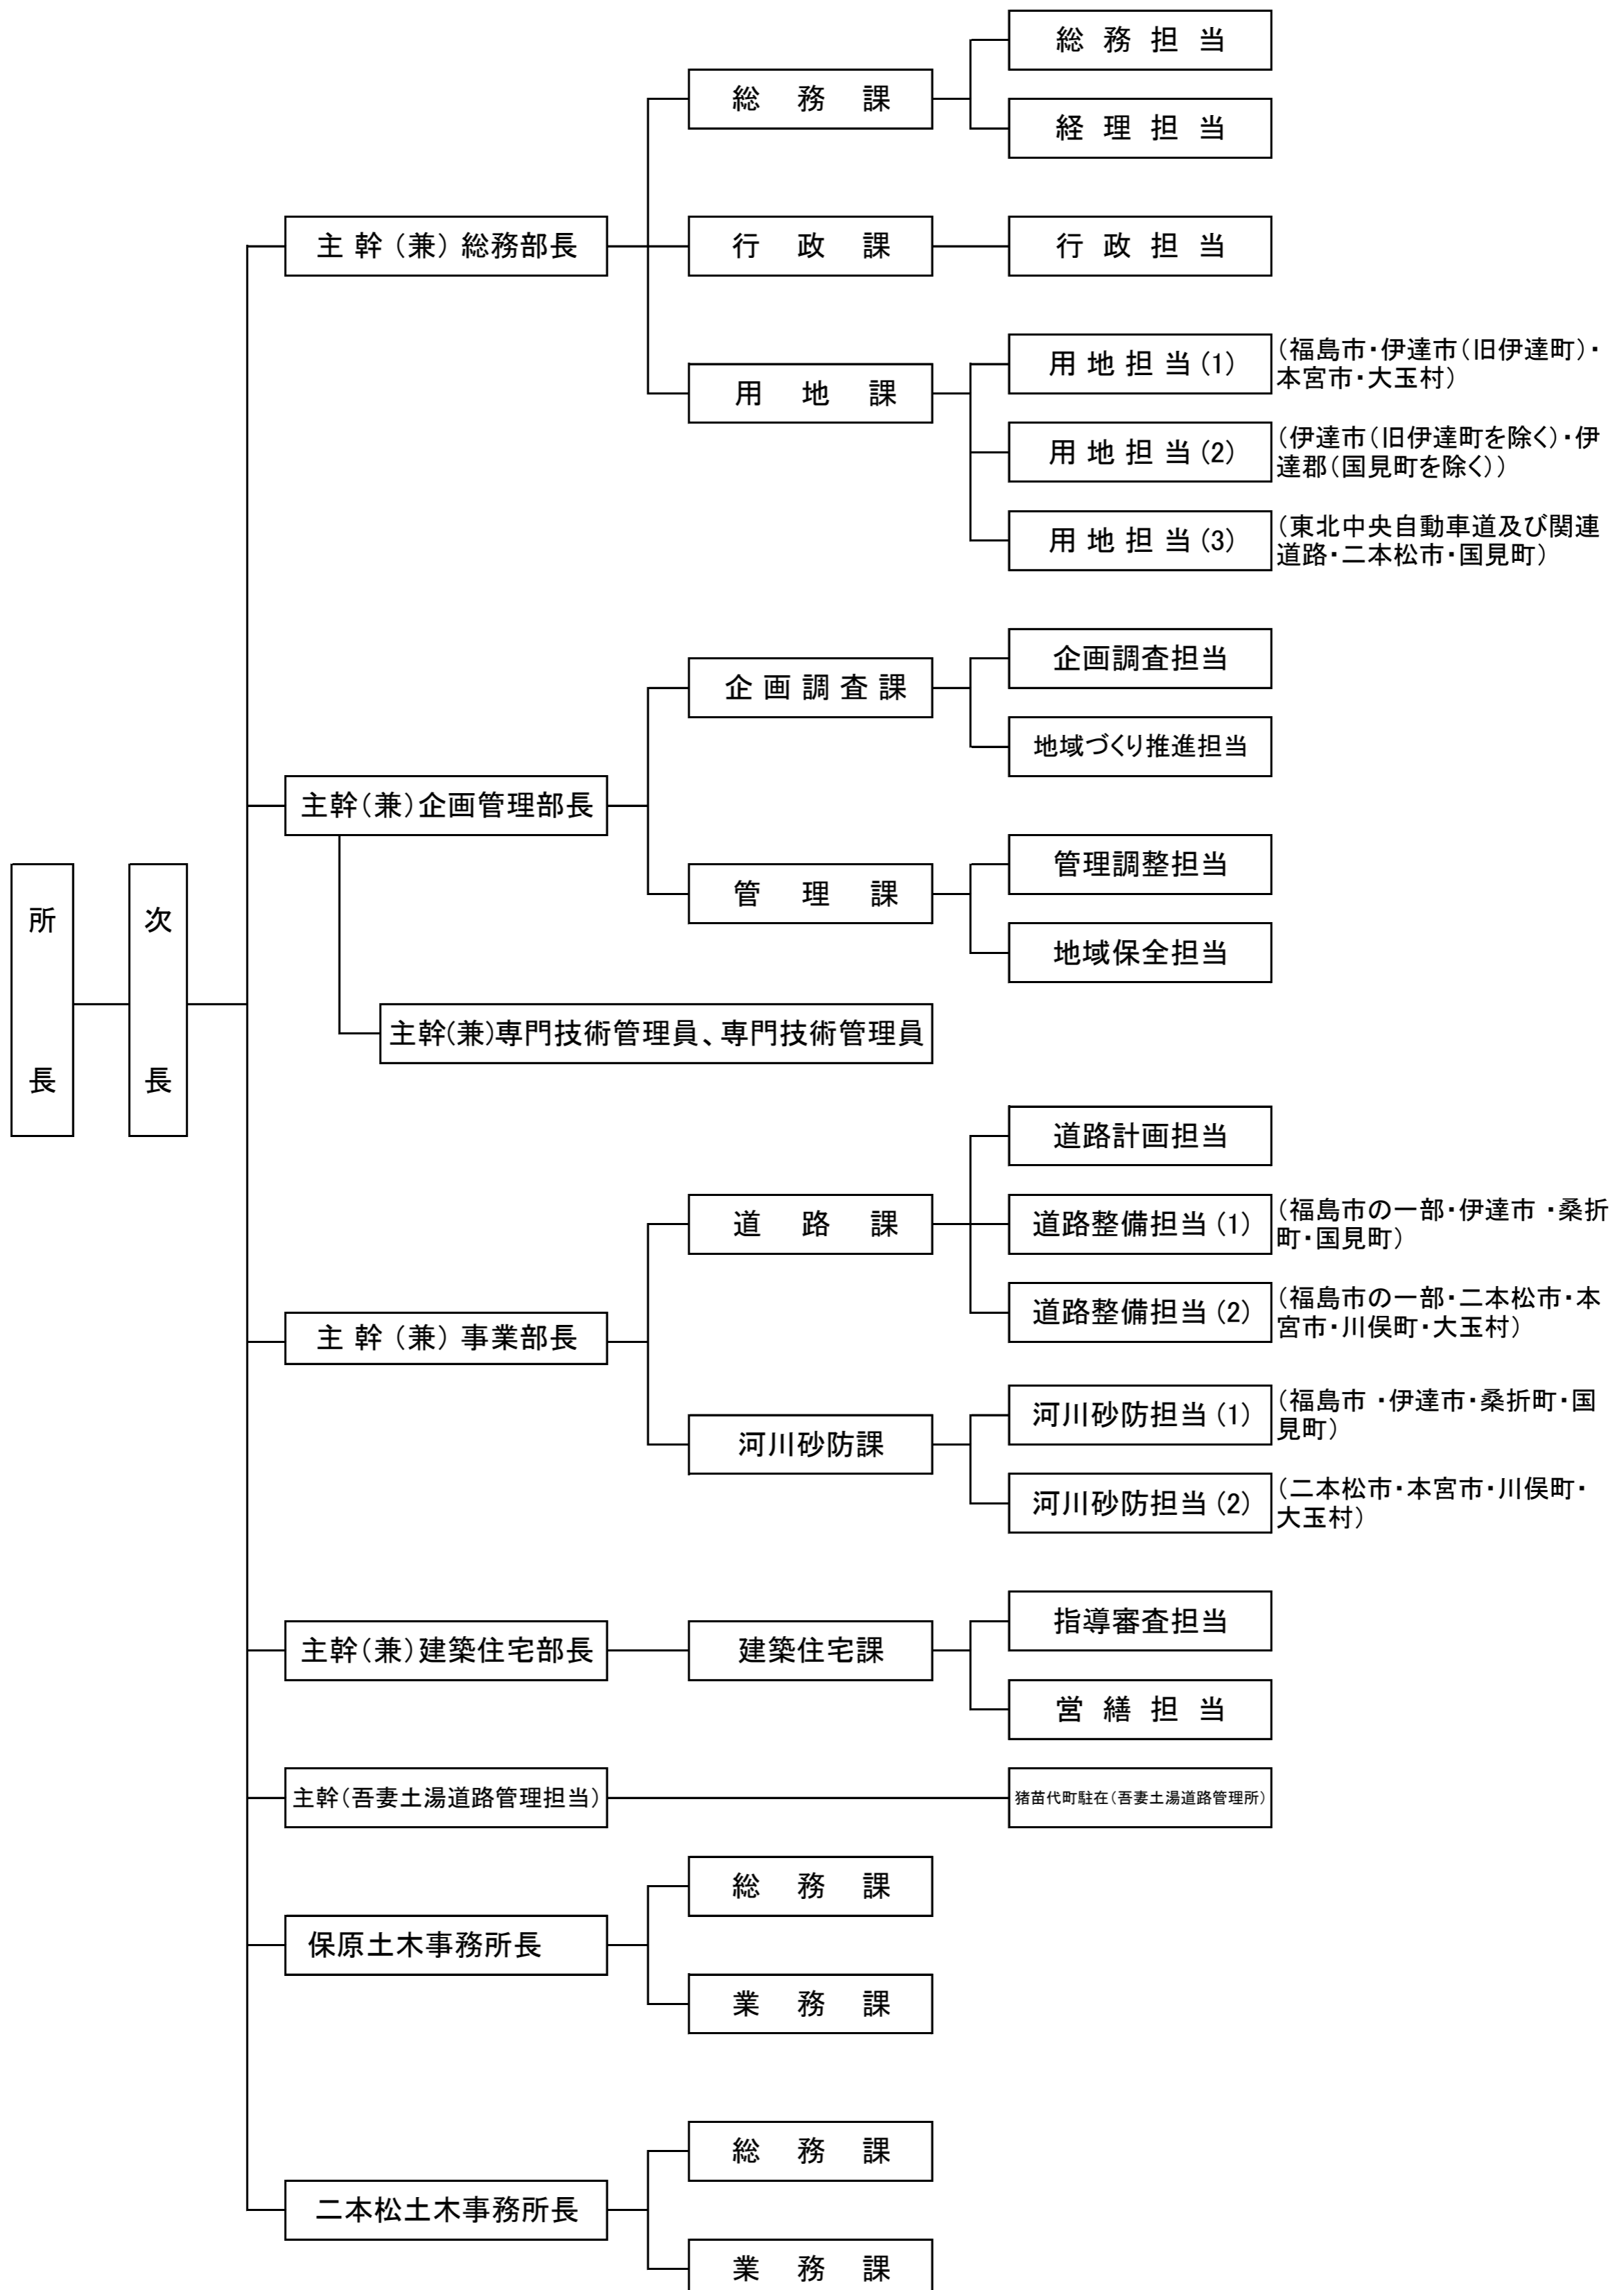 所長
次長
主 幹 （兼） 総務部長
総 務 課
総 務 担 当
経 理 担 当
行 政 課
行 政 担 当
用 地 課
用 地 担 当 (1)
（福島市・伊達市（旧伊達町）・
本宮市・大玉村）
用 地 担 当 (2)
（伊達市（旧伊達町を除く）・伊
達郡（国見町を除く））
用 地 担 当 (3)
（東北中央自動車道及び関連
道路・二本松市・国見町）
主幹（兼）企画管理部長
企 画 調 査 課
企画調査担当
地域づくり推進担当
管 理 課
管理調整担当
地域保全担当
主幹(兼)専門技術管理員、専門技術管理員
主 幹 （兼） 事業部長
道 路 課
道路計画担当
道路整備担当 (1)
（福島市の一部・伊達市 ・桑折
町・国見町）
道路整備担当 (2)
（福島市の一部・二本松市・本
宮市・川俣町・大玉村）
河川砂防課
河川砂防担当 (1)
（福島市 ・伊達市・桑折町・国
見町）
河川砂防担当 (2)
（二本松市・本宮市・川俣町・
大玉村）
主幹（兼）建築住宅部長
建築住宅課
指導審査担当
営 繕 担 当
主幹（吾妻土湯道路管理担当）
猪苗代町駐在（吾妻土湯道路管理所）
保原土木事務所長
総 務 課
業 務 課
二本松土木事務所長
総 務 課
業 務 課